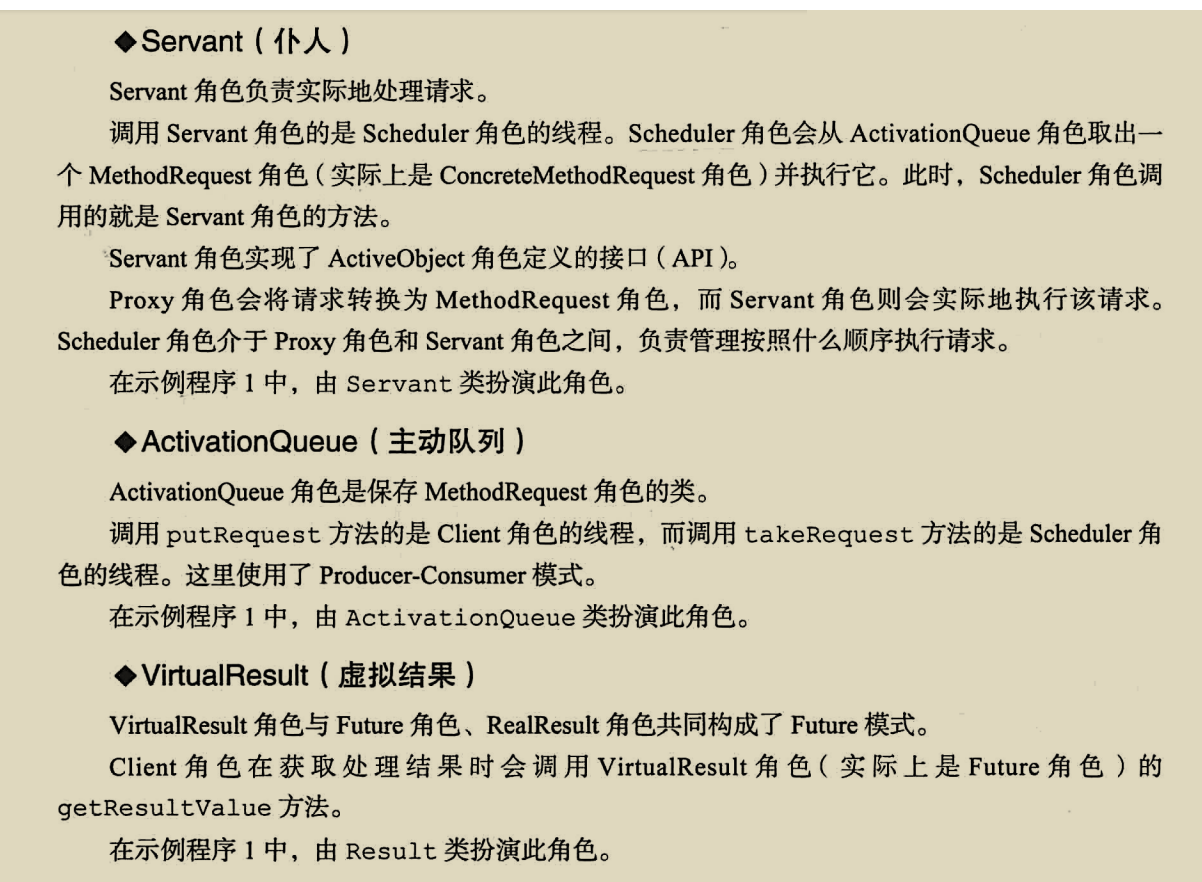 ◆Servant（仆人）
Servant 角色负责实际地处理请求。
调用 Servant 角色的是 Scheduler 角色的线程。Scheduler 角色会从 ActivationQueue 角色取出一
个 MethodRequest 角色（实际上是 ConcreteMethodRequest 角色）并执行它。此时，Scheduler 角色调
用的就是 Servant 角色的方法。
Servant 角色实现了 ActiveObject 角色定义的接口（API）。
Proxy 角色会将请求转换为 MethodRequest 角色，而 Servant 角色则会实际地执行该请求。
Scheduler 角色介于 Proxy 角色和 Servant 角色之间，负责管理按照什么顺序执行请求。
在示例程序 1 中，由 Servant 类扮演此角色。
◆ActivationQueue（主动队列）
ActivationQueue 角色是保存 MethodRequest 角色的类。
调用 putRequest 方法的是 Client 角色的线程，而调用 takeRequest 方法的是 Scheduler 角
色的线程。这里使用了 Producer-Consumer 模式。
在示例程序 1 中，由 ActivationQueue 类扮演此角色。
◆VirtualResult（虚拟结果）
VirtualResult 角色与 Future 角色、RealResult 角色共同构成了 Future 模式。
Client 角色在获取处理结果时会调用 VirtualResult 角色（实际上是 Future 角色）的
getResultValue 方法。
在示例程序 1 中，由 Result 类扮演此角色。